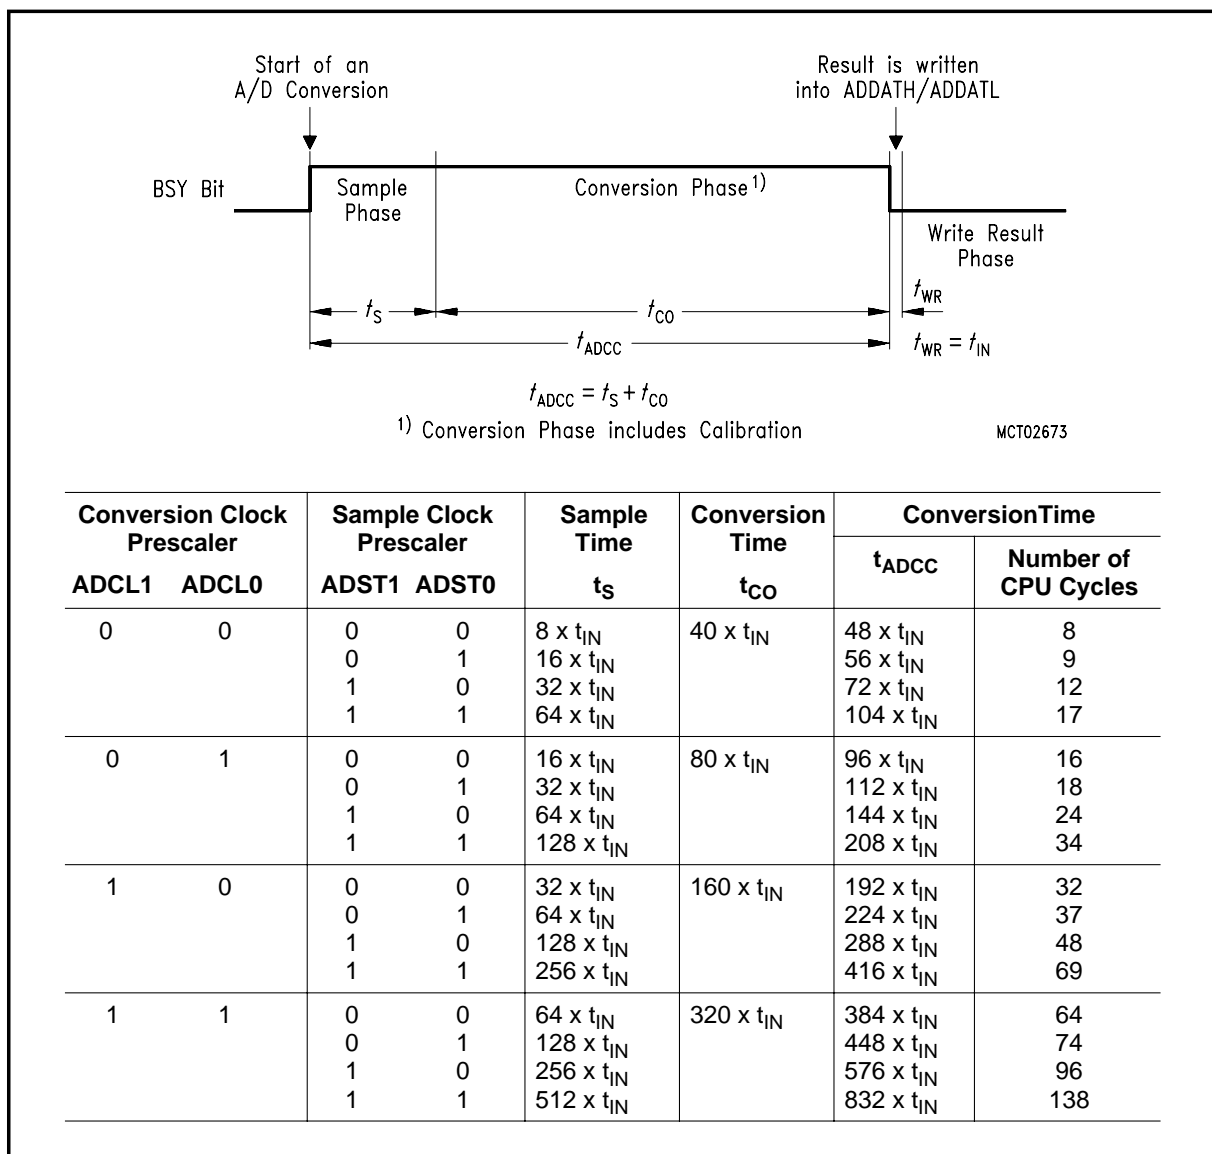 Start of an
A/D Conversion
Result is written
into ADDATH/ADDATL
BSY Bit
Sample
Phase
Conversion Phase 1)
Write Result
Phase
tWR
tS
tCO
tADCC
tWR = tIN
tADCC = tS + tCO
1) Conversion Phase includes Calibration
MCT02673
Conversion Clock Prescaler
Sample Clock Prescaler
Sample Time
Conversion Time
ConversionTime
ADCL1 ADCL0 ADST1 ADST0 tS tCO tADCC Number of CPU Cycles
0 0 0 0 8 x tIN 40 x tIN 48 x tIN 8
0 1 16 x tIN 56 x tIN 9
1 0 32 x tIN 72 x tIN 12
1 1 64 x tIN 104 x tIN 17
0 1 0 0 16 x tIN 80 x tIN 96 x tIN 16
0 1 32 x tIN 112 x tIN 18
1 0 64 x tIN 144 x tIN 24
1 1 128 x tIN 208 x tIN 34
1 0 0 0 32 x tIN 160 x tIN 192 x tIN 32
0 1 64 x tIN 224 x tIN 37
1 0 128 x tIN 288 x tIN 48
1 1 256 x tIN 416 x tIN 69
1 1 0 0 64 x tIN 320 x tIN 384 x tIN 64
0 1 128 x tIN 448 x tIN 74
1 0 256 x tIN 576 x tIN 96
1 1 512 x tIN 832 x tIN 138